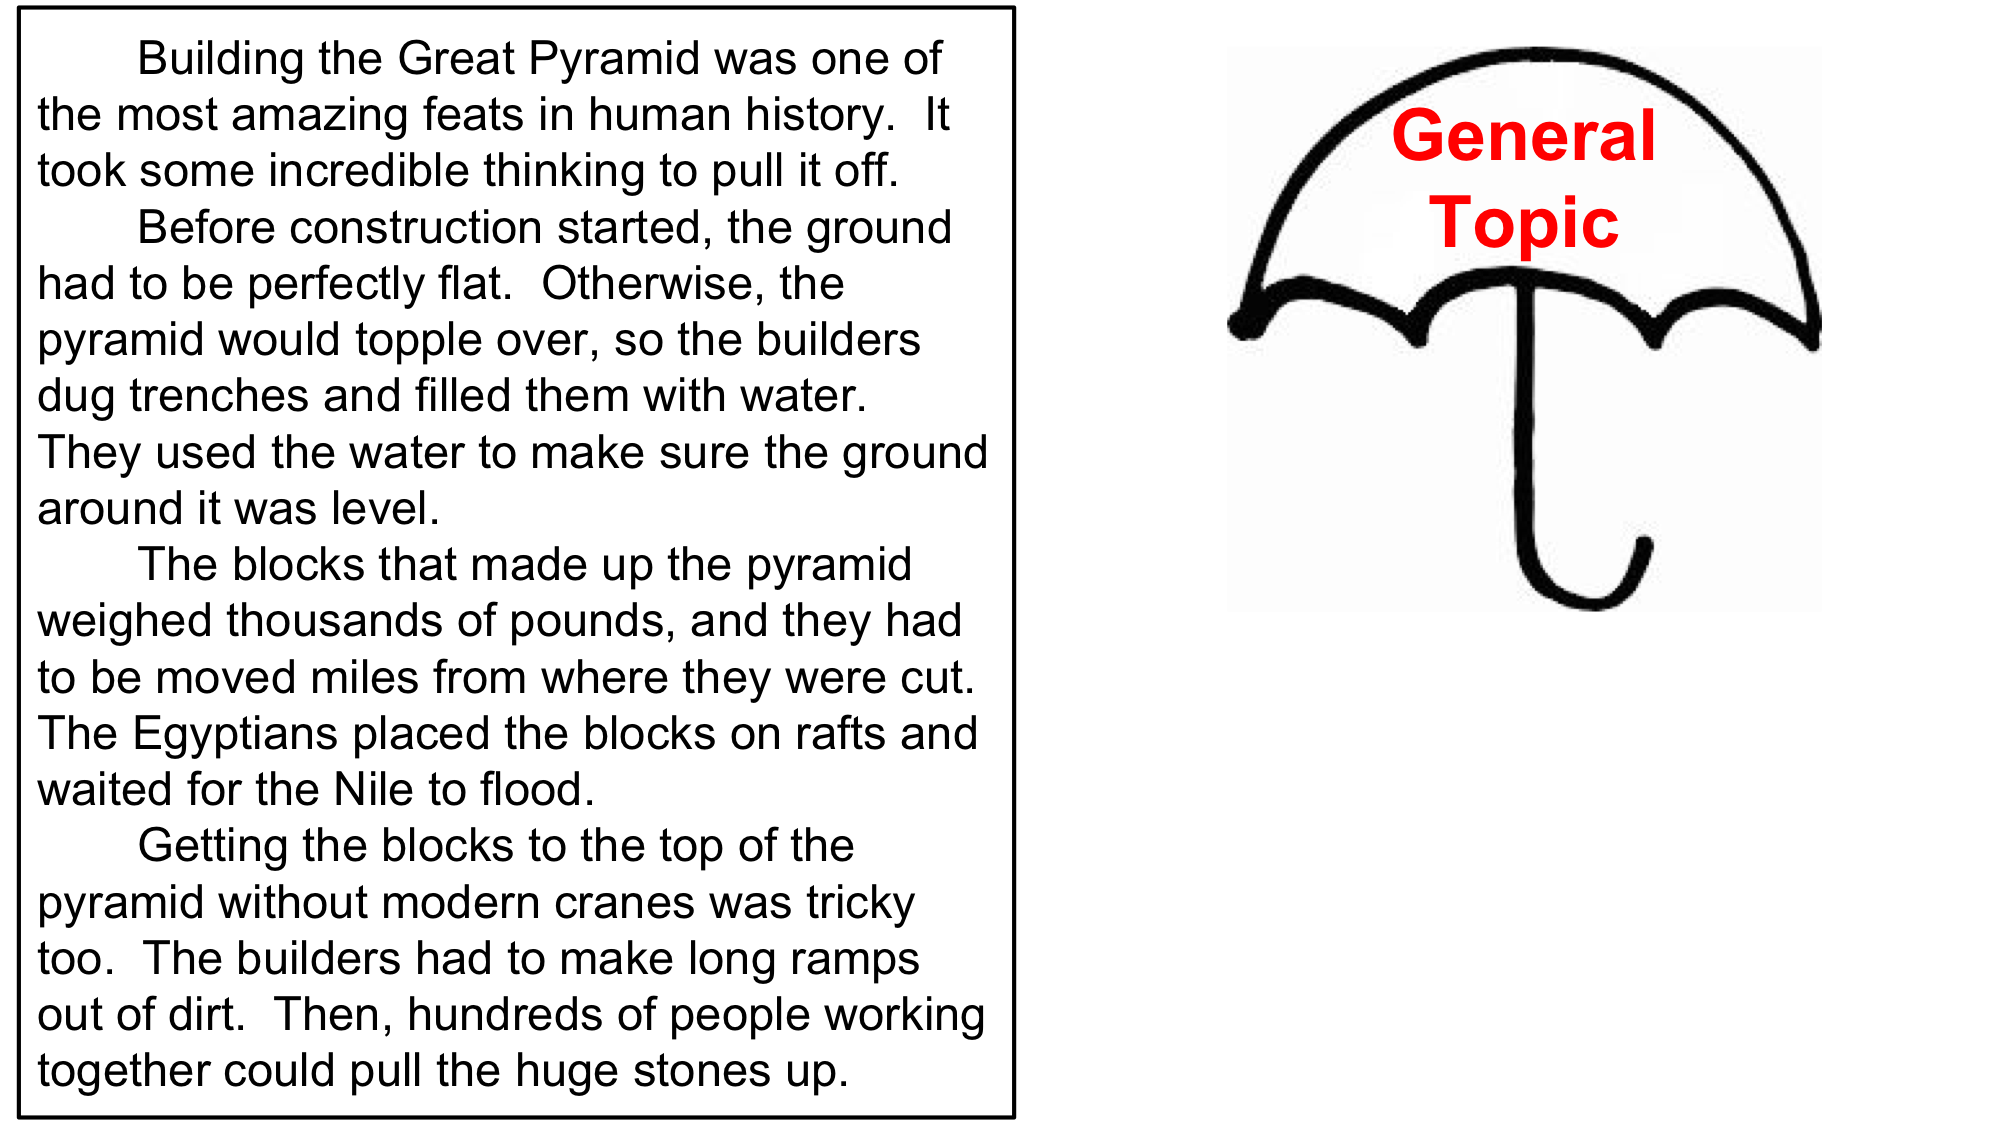 Building the Great Pyramid was one of
the most amazing feats in human history.  It
took some incredible thinking to pull it off.
Before construction started, the ground
had to be perfectly flat.  Otherwise, the
pyramid would topple over, so the builders
dug trenches and filled them with water.
They used the water to make sure the ground
around it was level.
The blocks that made up the pyramid
weighed thousands of pounds, and they had
to be moved miles from where they were cut.
The Egyptians placed the blocks on rafts and
waited for the Nile to flood.
Getting the blocks to the top of the
pyramid without modern cranes was tricky
too.  The builders had to make long ramps
out of dirt.  Then, hundreds of people working
together could pull the huge stones up.
General
Topic